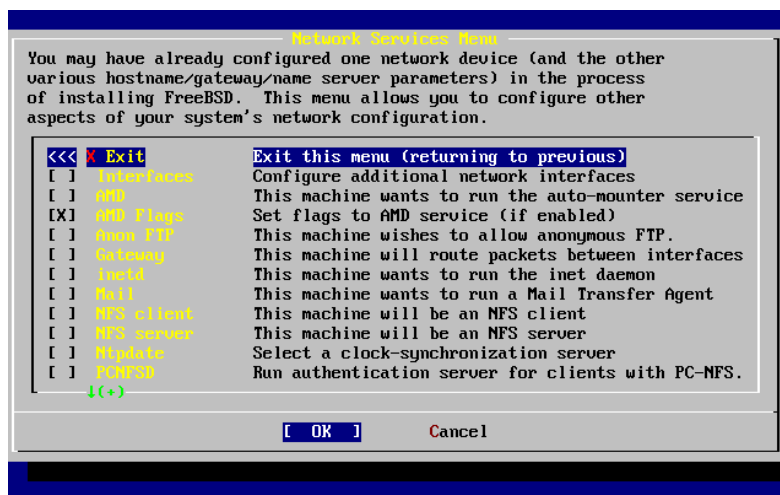 Network Services Menu
You may have already configured one network device (and the other
various hostname/gateway/name server parameters) in the process
of installing FreeBSD.  This menu allows you to configure other
aspects of your system's network configuration.
<<< X Exit Exit this menu (returning to previous)
[ ] Interfaces Configure additional network interfaces
[ ] AMD This machine wants to run the auto-mounter service
[X] AMD Flags Set flags to AMD service (if enabled)
[ ] Anon FTP This machine wishes to allow anonymous FTP.
[ ] Gateway This machine will route packets between interfaces
[ ] inetd This machine wants to run the inet daemon
[ ] Mail This machine wants to run a Mail Transfer Agent
[ ] NFS client This machine will be an NFS client
[ ] NFS server This machine will be an NFS server
[ ] Ntpdate Select a clock-synchronization server
[ ] PCNFSD Run authentication server for clients with PC-NFS.
↓(+)
[ OK ] Cancel